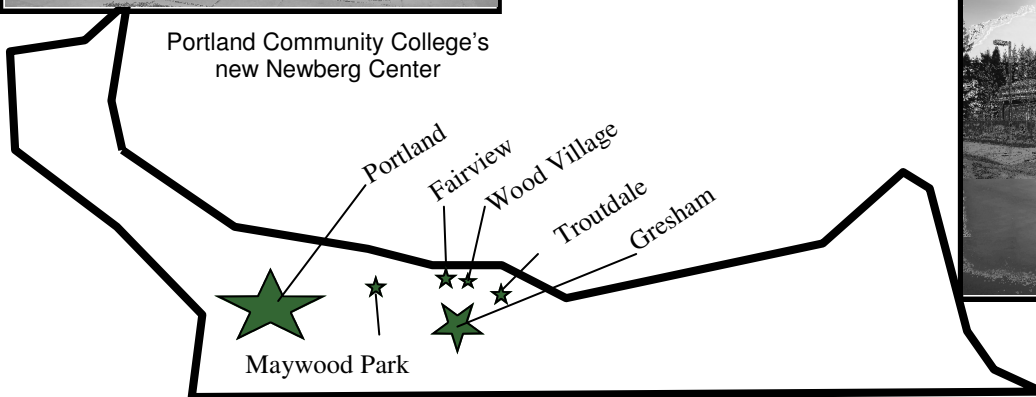 Portland Community College's
new Newberg Center
Portland
Fairview
Wood Village
Troutdale
Gresham
Maywood Park